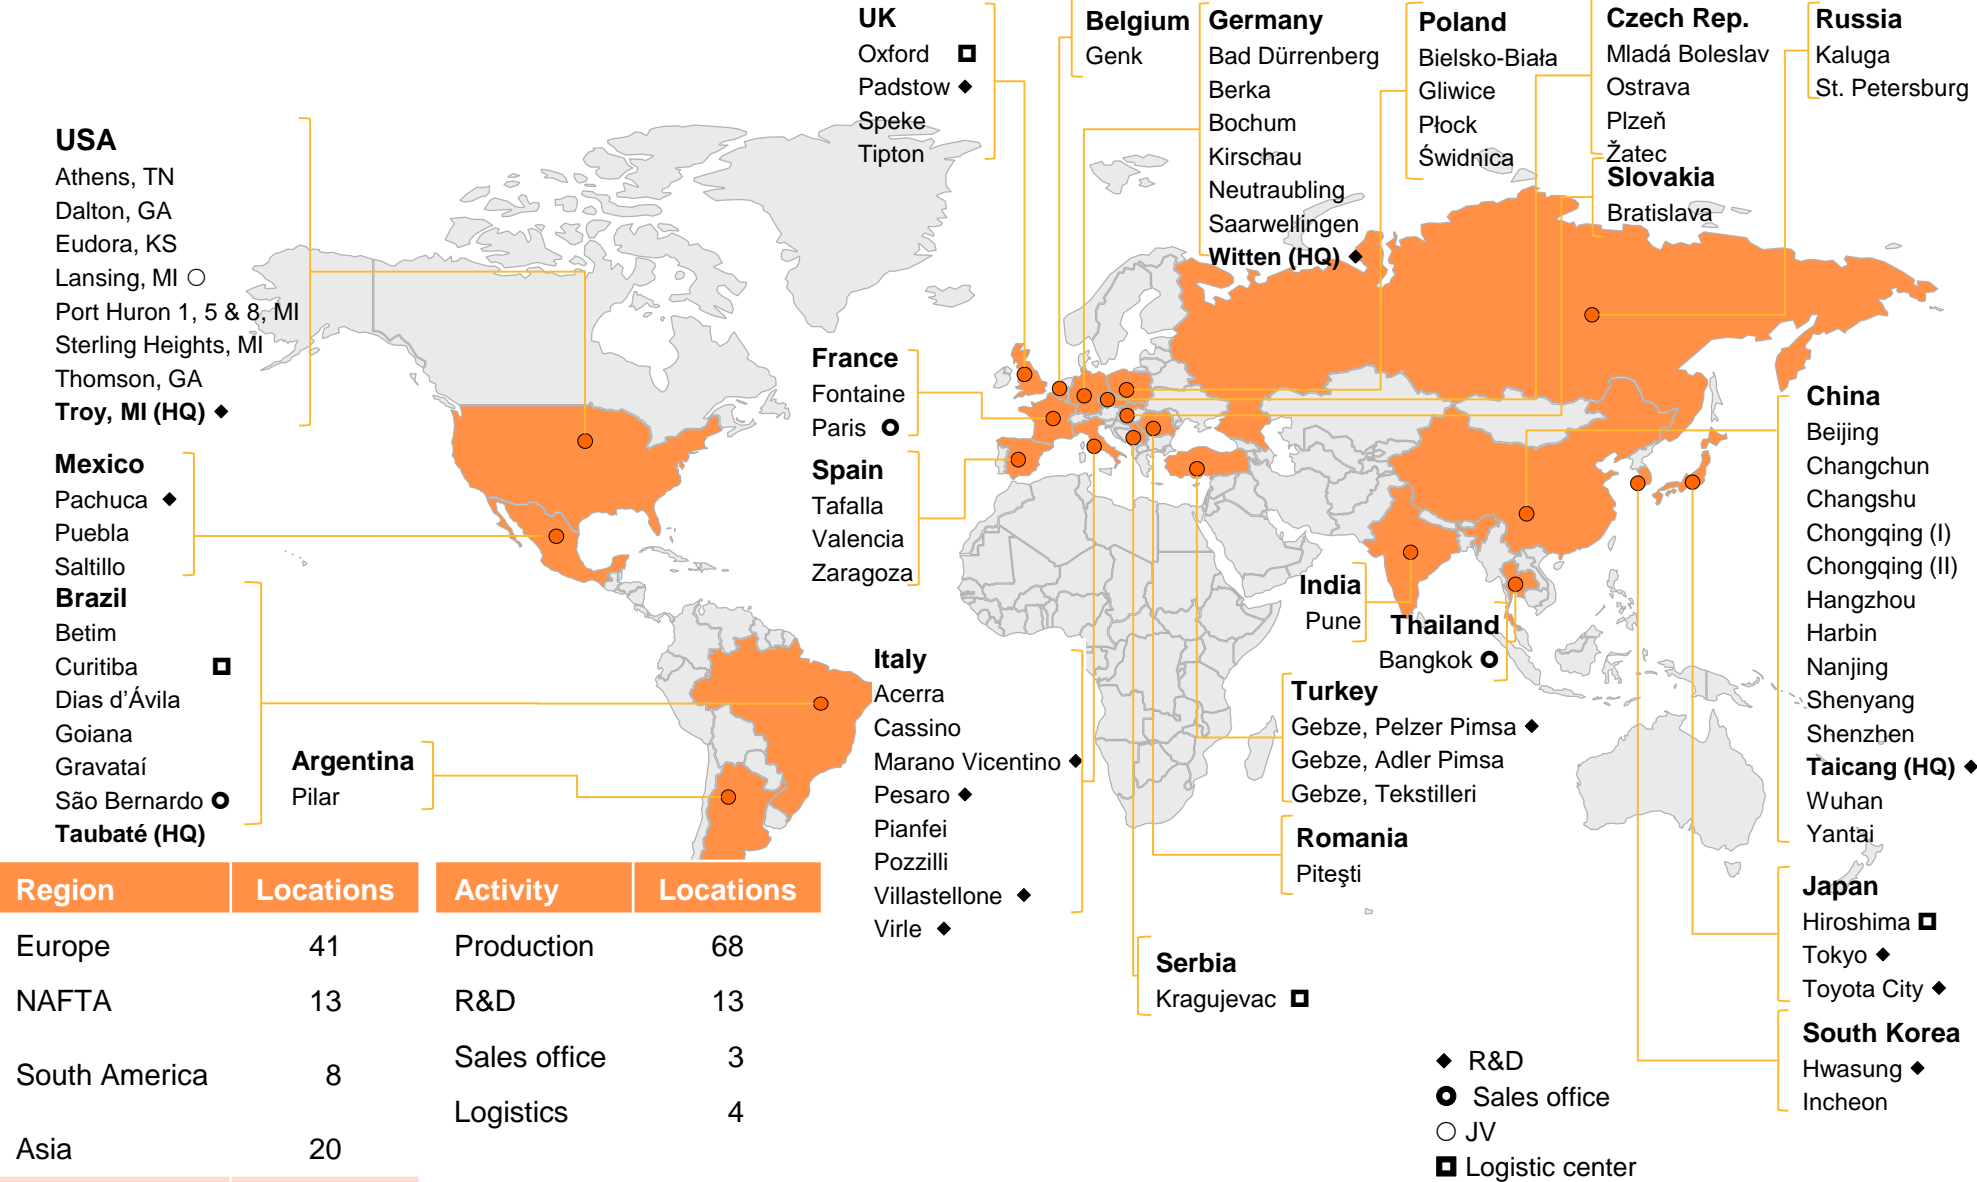 UK
Oxford
Padstow
Speke
Tipton
Belgium
Genk
Germany
Bad Dürrenberg
Berka
Bochum
Kirschau
Neutraubling
Saarwellingen
Witten (HQ)
Poland
Bielsko-Biała
Gliwice
Płock
Świdnica
Czech Rep.
Mladá Boleslav
Ostrava
Plzeň
Žatec
Slovakia
Bratislava
Russia
Kaluga
St. Petersburg
USA
Athens, TN
Dalton, GA
Eudora, KS
Lansing, MI
Port Huron 1, 5 & 8, MI
Sterling Heights, MI
Thomson, GA
Troy, MI (HQ)
Mexico
Pachuca
Puebla
Saltillo
Brazil
Betim
Curitiba
Dias d’Ávila
Goiana
Gravataí
São Bernardo
Taubaté (HQ)
Argentina
Pilar
France
Fontaine
Paris
Spain
Tafalla
Valencia
Zaragoza
Italy
Acerra
Cassino
Marano Vicentino
Pesaro
Pianfei
Pozzilli
Villastellone
Virle
India
Pune
Thailand
Bangkok
Turkey
Gebze, Pelzer Pimsa
Gebze, Adler Pimsa
Gebze, Tekstilleri
Romania
Piteşti
Serbia
Kragujevac
China
Beijing
Changchun
Changshu
Chongqing (I)
Chongqing (II)
Hangzhou
Harbin
Nanjing
Shenyang
Shenzhen
Taicang (HQ)
Wuhan
Yantai
Japan
Hiroshima
Tokyo
Toyota City
South Korea
Hwasung
Incheon
Region Locations
Europe 41
NAFTA 13
South America 8
Asia 20
Activity Locations
Production 68
R&D 13
Sales office 3
Logistics 4
R&D
Sales office
JV
Logistic center